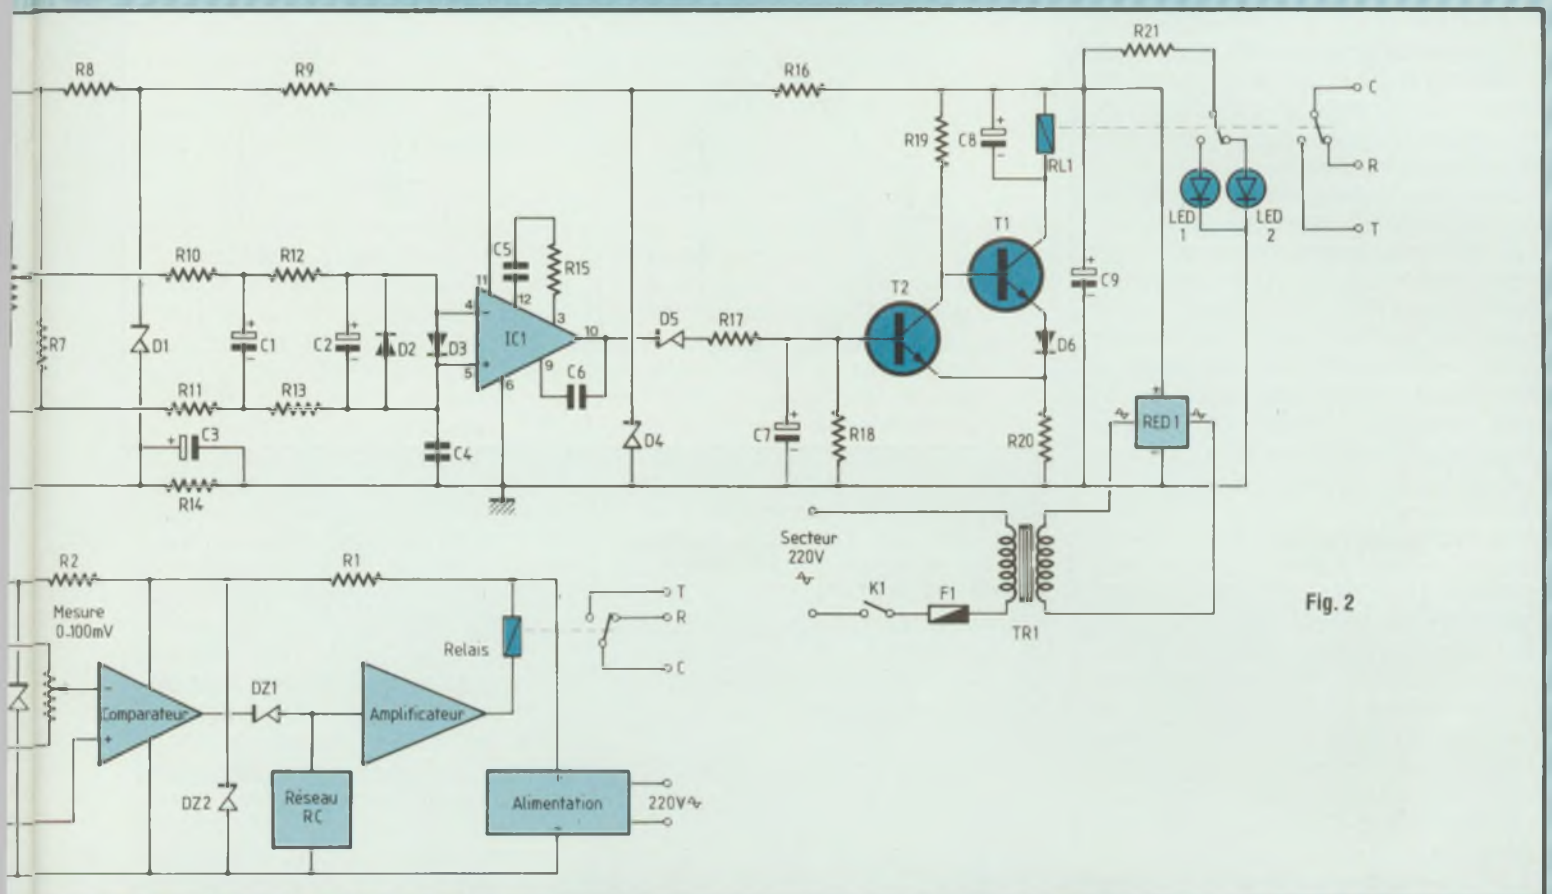 R21
R8
R9
R16
C
+
R19
C8
-
RL1
R
LED
1
LED
2
T
T1
R10
R12
C5
R15
11
12
+
C9
-
T2
4
-
3
IC1
10
D5
R17
R7
D1
+
C1
-
C2
+
-
D2
D3
5
+
6
9
C6
D6
R11
R13
+
RED 1
-
+
C3
C4
D4
+
C7
-
R18
R20
R14
Secteur
220V
K1
F1
TR1
Fig. 2
R2
R1
Mesure
0-100mV
T
R
C
Relais
-
Comparateur
+
DZ1
Amplificateur
DZ2
Réseau
RC
+
Alimentation
-
220V